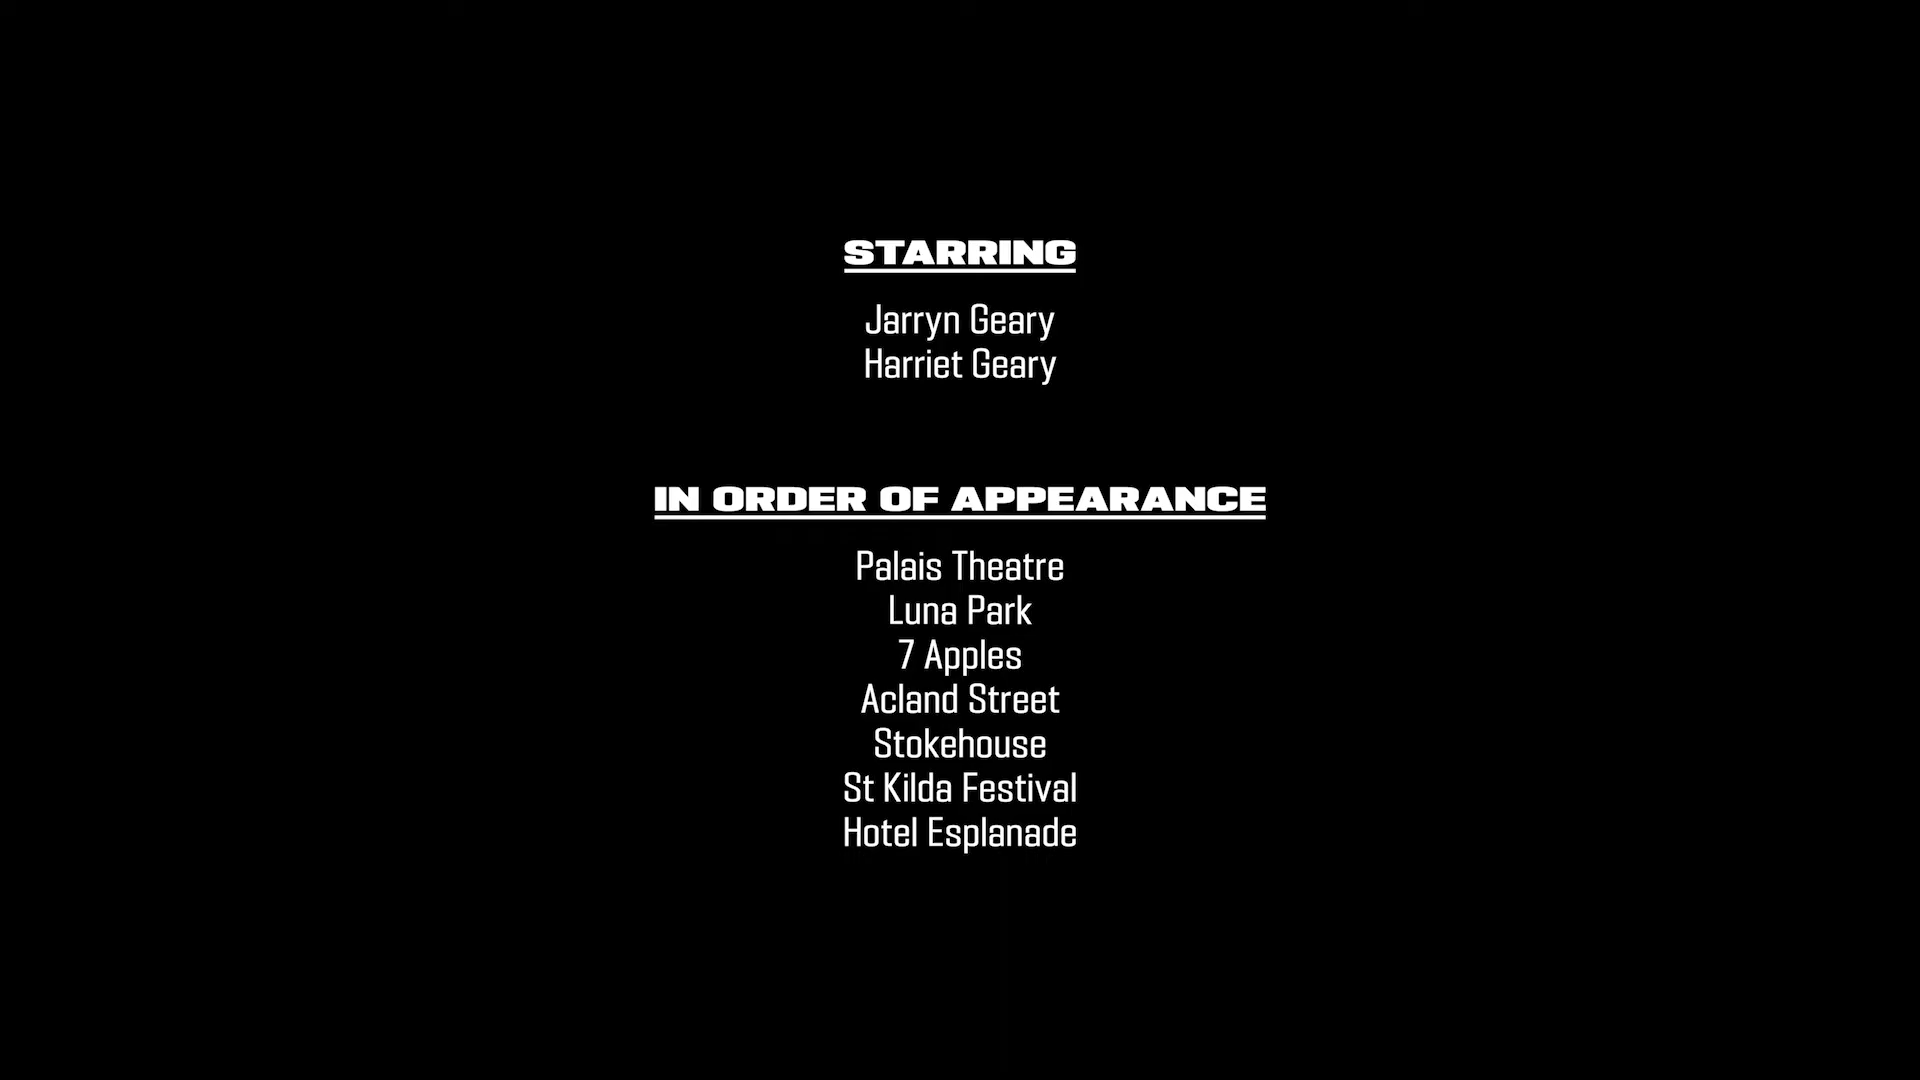 STARRING
Jarryn Geary
Harriet Geary
IN ORDER OF APPEARANCE
Palais Theatre
Luna Park
7 Apples
Acland Street
Stokehouse
St Kilda Festival
Hotel Esplanade